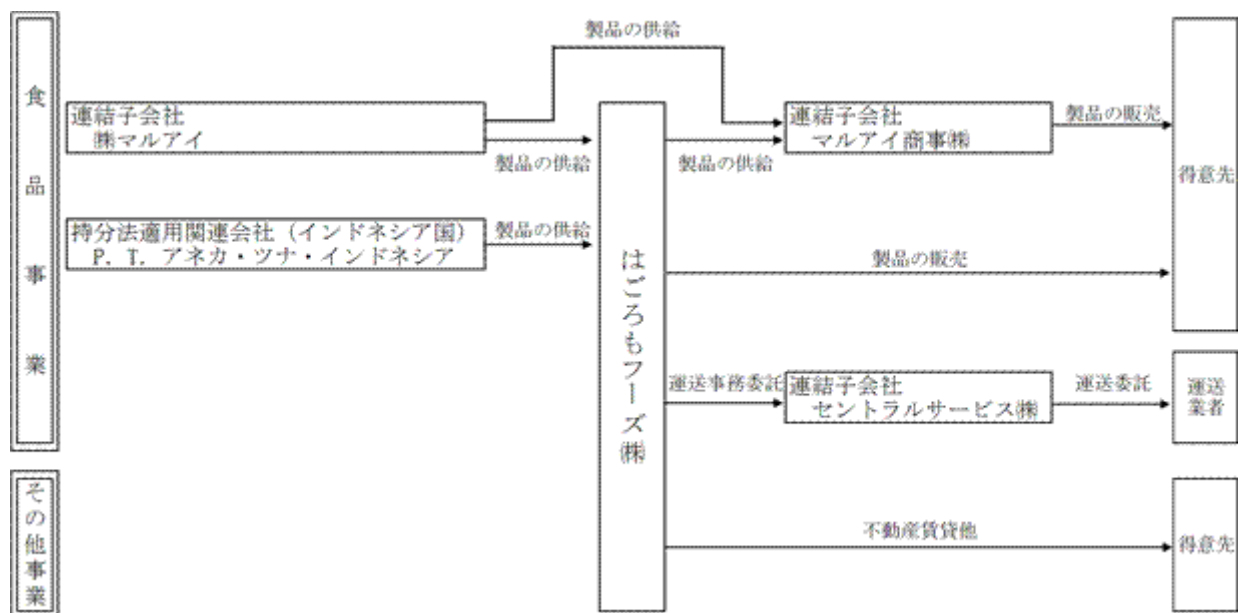 食品事業
製品の供給
連結子会社
㈱マルアイ
製品の供給
持分法適用関連会社（インドネシア国）
P．T．アネカ・ツナ・インドネシア
製品の供給
はごろもフーズ㈱
製品の供給
連結子会社
マルアイ商事㈱
製品の販売
得意先
製品の販売
運送事務委託
連結子会社
セントラルサービス㈱
運送委託
運送
業者
その他事業
不動産賃貸他
得意先